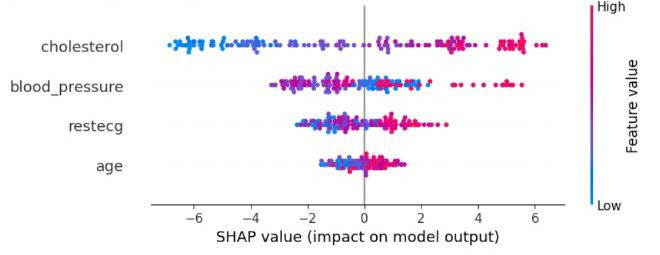 High
cholesterol
blood_pressure
restecg
age
Feature value
Low
−6 −4 −2 0 2 4 6
SHAP value (impact on model output)